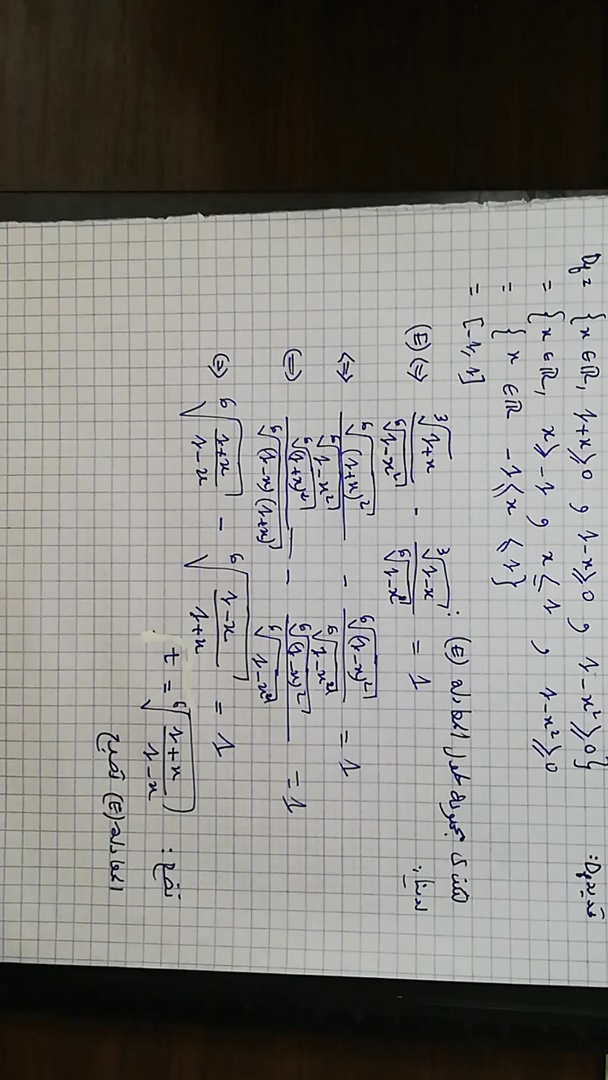 D_f = {x ∈ ℝ, 1+x ≥ 0 , 1-x ≥ 0 , 1-x² ≥ 0}
= {x ∈ ℝ, x ≥ -1 , x ≤ 1 , 1-x² ≥ 0
= {x ∈ ℝ -1 ≤ x ≤ 1}
= [-1, 1]
المعادلة (E)
لدينا:
(E) ⇔ ∛(1+x) / ⁶√(1-x²) - ∛(1-x) / ⁶√(1-x²) = 1
⇔ ⁶√((1+x)²) / ⁶√(1-x²) - ⁶√((1-x)²) / ⁶√(1-x²) = 1
⇔ ⁶√((1+x)²) / ⁶√((1-x)(1+x)) - ⁶√((1-x)²) / ⁶√(1-x²) = 1
⇔ ⁶√((1+x)/(1-x)) - ⁶√((1-x)/(1+x)) = 1
نضع: t = ⁶√((1+x)/(1-x))
المعادلة (E)